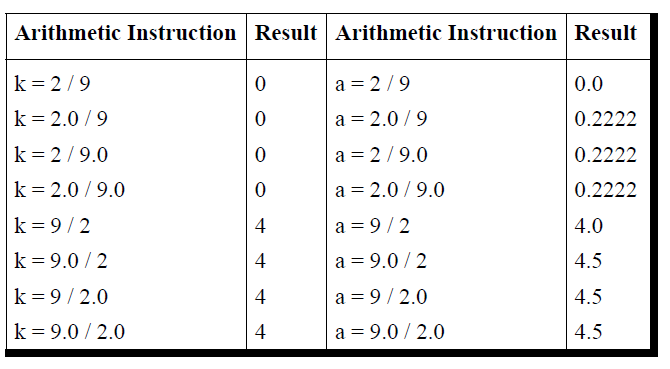 Arithmetic Instruction Result Arithmetic Instruction Result
k = 2 / 9 0 a = 2 / 9 0.0
k = 2.0 / 9 0 a = 2.0 / 9 0.2222
k = 2 / 9.0 0 a = 2 / 9.0 0.2222
k = 2.0 / 9.0 0 a = 2.0 / 9.0 0.2222
k = 9 / 2 4 a = 9 / 2 4.0
k = 9.0 / 2 4 a = 9.0 / 2 4.5
k = 9 / 2.0 4 a = 9 / 2.0 4.5
k = 9.0 / 2.0 4 a = 9.0 / 2.0 4.5